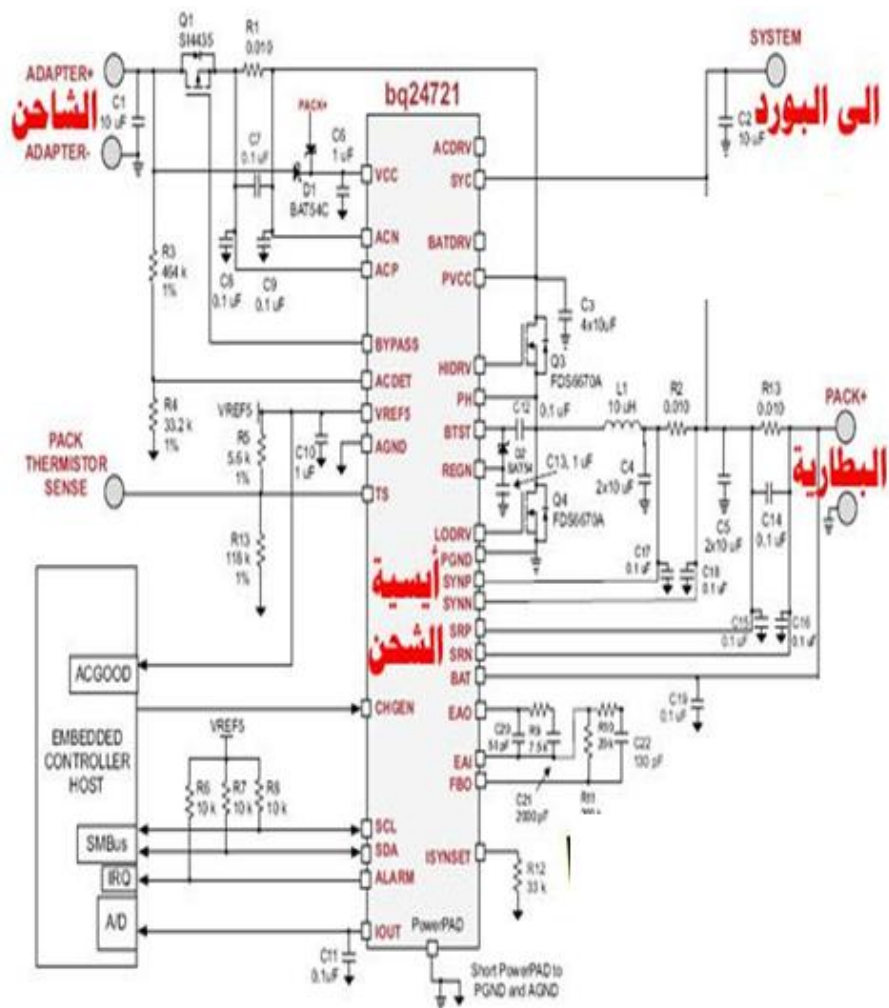 Q1
SI4435
R1
0.010
ADAPTER+
الشاحن
ADAPTER-
C1
10 uF
SYSTEM
الى البورد
C2
10 uF
bq24721
PACK+
C7
0.1 uF
C6
1 uF
D1
BAT54C
VCC
ACN
ACP
BYPASS
ACDET
VREF5
AGND
TS
CHGEN
SCL
SDA
ALARM
IOUT
ACDRV
SYC
BATDRV
PVCC
HIDRV
PH
BTST
REGN
LODRV
PGND
SYNP
SYNN
SRP
SRN
BAT
EAO
EAI
FBO
ISYNSET
PowerPAD
أيسية
الشحن
R3
464 k
1%
C8
0.1 uF
C9
0.1 uF
R4
33.2 k
1%
VREF5
R5
5.6 k
1%
C10
1 uF
PACK
THERMISTOR
SENSE
R13
118 k
1%
C3
4x10uF
Q3
FDS6670A
C12
0.1 uF
L1
10 uH
R2
0.010
R13
0.010
PACK+
البطارية
C13, 1 uF
C4
2x10 uF
Q4
FDS6670A
C5
2x10 uF
C14
0.1 uF
C17
0.1 uF
C18
0.1 uF
C15
0.1 uF
C16
0.1 uF
C19
0.1 uF
R9
7.5 k
C22
130 pF
C21
2000 pF
R11
R12
33 k
EMBEDDED
CONTROLLER
HOST
ACGOOD
SMBus
IRQ
A/D
VREF5
R6
10 k
R7
10 k
R8
10 k
C11
0.1uF
Short PowerPAD to
PGND and AGND